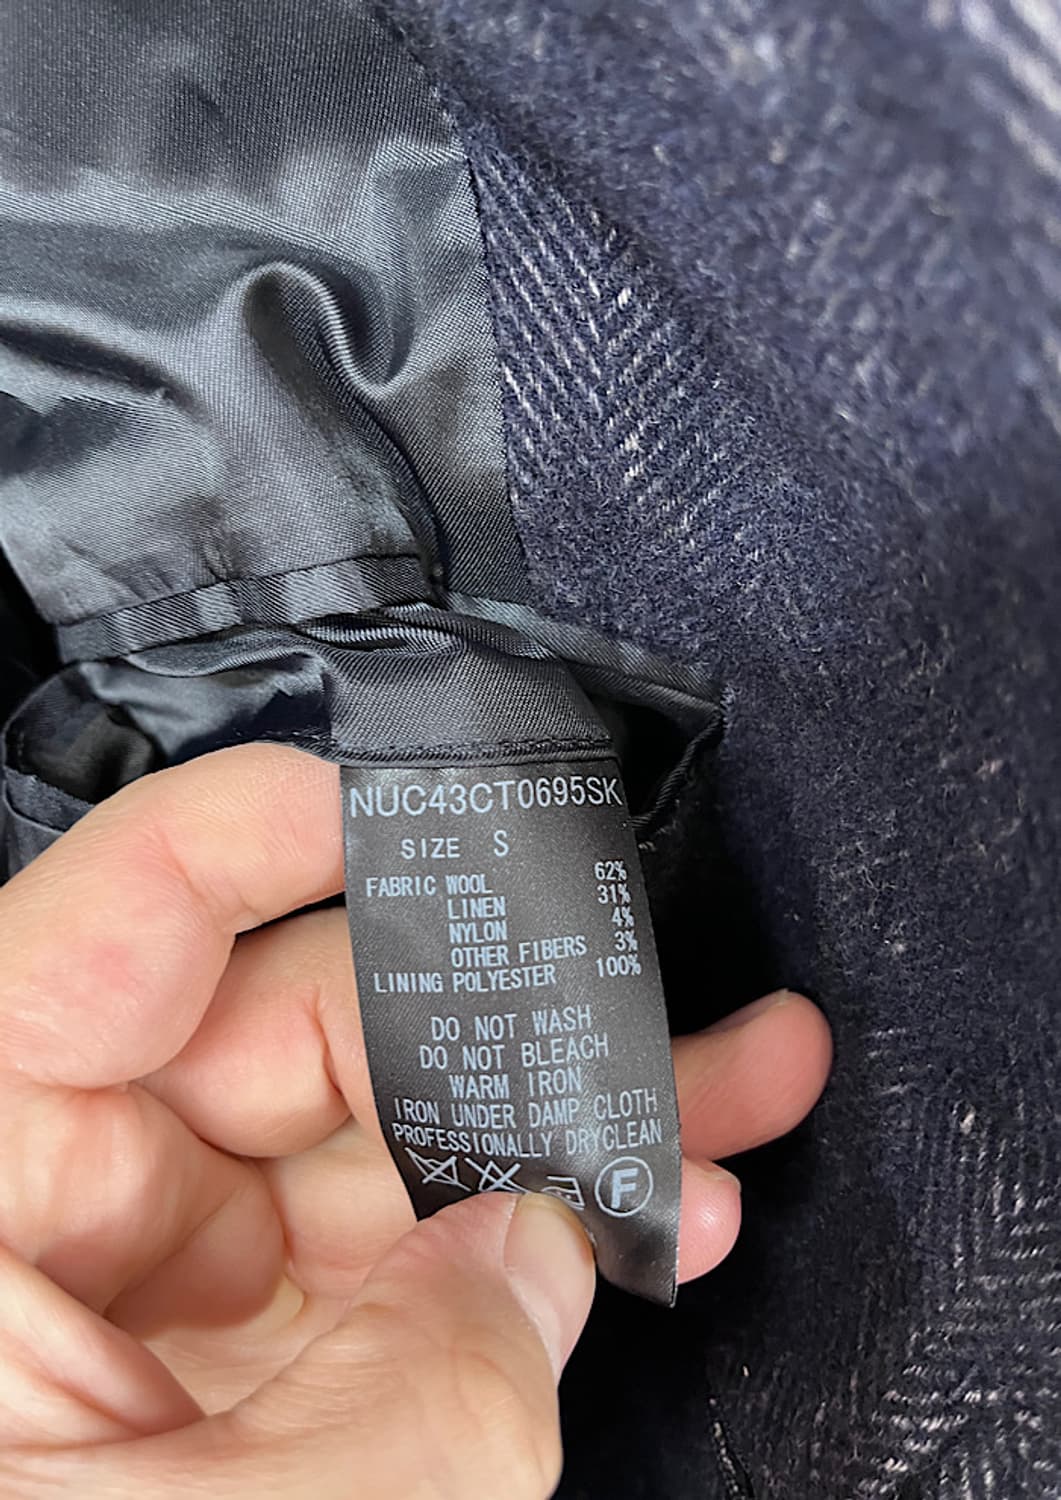 NUC43CT0695SK
SIZE S
FABRIC WOOL 62%
LINEN 31%
NYLON 4%
OTHER FIBERS 3%
LINING POLYESTER 100%
DO NOT WASH
DO NOT BLEACH
WARM IRON
IRON UNDER DAMP CLOTH
PROFESSIONALLY DRYCLEAN
F